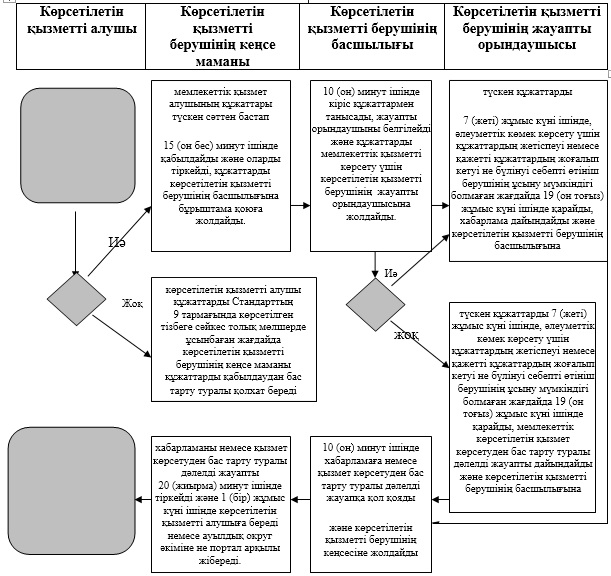 Көрсетілетін
қызметті алушы
Көрсетілетін
қызметті
берушінің кеңсе
маманы
Көрсетілетін
қызметті берушінің
басшылығы
Көрсетілетін қызметті
берушінің жауапты
орындаушысы
мемлекеттік қызмет
алушының құжаттары
түскен сәттен бастап
15 (он бес) минут ішінде
қабылдайды және оларды
тіркейді, құжаттарды
көрсетілетін қызметті
берушінің басшылығына
бұрыштама қоюға
жолдайды.
10 (он) минут ішінде
кіріс құжаттармен
танысады, жауапты
орындаушыны белгілейді
және құжаттарды
мемлекеттік қызметті
көрсету үшін
көрсетілетін қызметті
берушінің жауапты
орындаушысына
жолдайды.
түскен құжаттарды
7 (жеті) жұмыс күні ішінде,
әлеуметтік көмек көрсету үшін
құжаттардың жетіспеуі немесе
қажетті құжаттардың жоғалып
кетуі не бүлінуі себепті өтініш
берушінің ұсыну мүмкіндігі
болмаған жағдайда 19 (он тоғыз)
жұмыс күні ішінде қарайды,
хабарлама дайындайды және
көрсетілетін қызметті берушінің
басшылығына
Иә
Иә
Жоқ
ЖОҚ
көрсетілетін қызметті алушы
құжаттарды Стандарттың
9 тармағында көрсетілген
тізбеге сәйкес толық мөлшерде
ұсынбаған жағдайда
көрсетілетін қызметті
берушінің кеңсе маманы
құжаттарды қабылдаудан бас
тарту туралы қолхат береді
түскен құжаттарды 7 (жеті)
жұмыс күні ішінде, әлеуметтік
көмек көрсету үшін
құжаттардың жетіспеуі немесе
қажетті құжаттардың жоғалып
кетуі не бүлінуі себепті өтініш
берушінің ұсыну мүмкіндігі
болмаған жағдайда 19 (он
тоғыз) жұмыс күні ішінде
қарайды, мемлекеттік
көрсетілетін қызмет
көрсетуден бас тарту туралы
дәлелді жауапты дайындайды
және көрсетілетін қызметті
берушінің басшылығына
хабарламаны немесе қызмет
көрсетуден бас тарту туралы
дәлелді жауапты
20 (жиырма) минут ішінде
тіркейді және 1 (бір) жұмыс
күні ішінде көрсетілетін
қызметті алушыға береді
немесе ауылдық округ
әкіміне не портал арқылы
жібереді.
10 (он) минут ішінде
хабарламаға немесе
қызмет көрсетуден бас
тарту туралы дәлелді
жауапқа қол қояды
және көрсетілетін
қызметті берушінің
кеңсесіне жолдайды